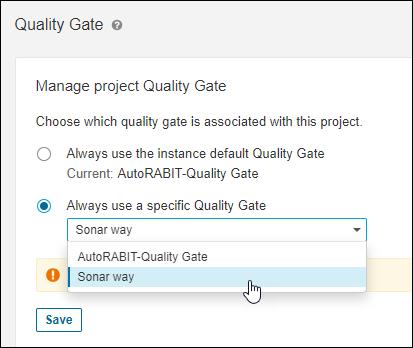 Quality Gate ?
Manage project Quality Gate
Choose which quality gate is associated with this project.
Always use the instance default Quality Gate
Current: AutoRABIT-Quality Gate
Always use a specific Quality Gate
Sonar way
AutoRABIT-Quality Gate
Sonar way
Save